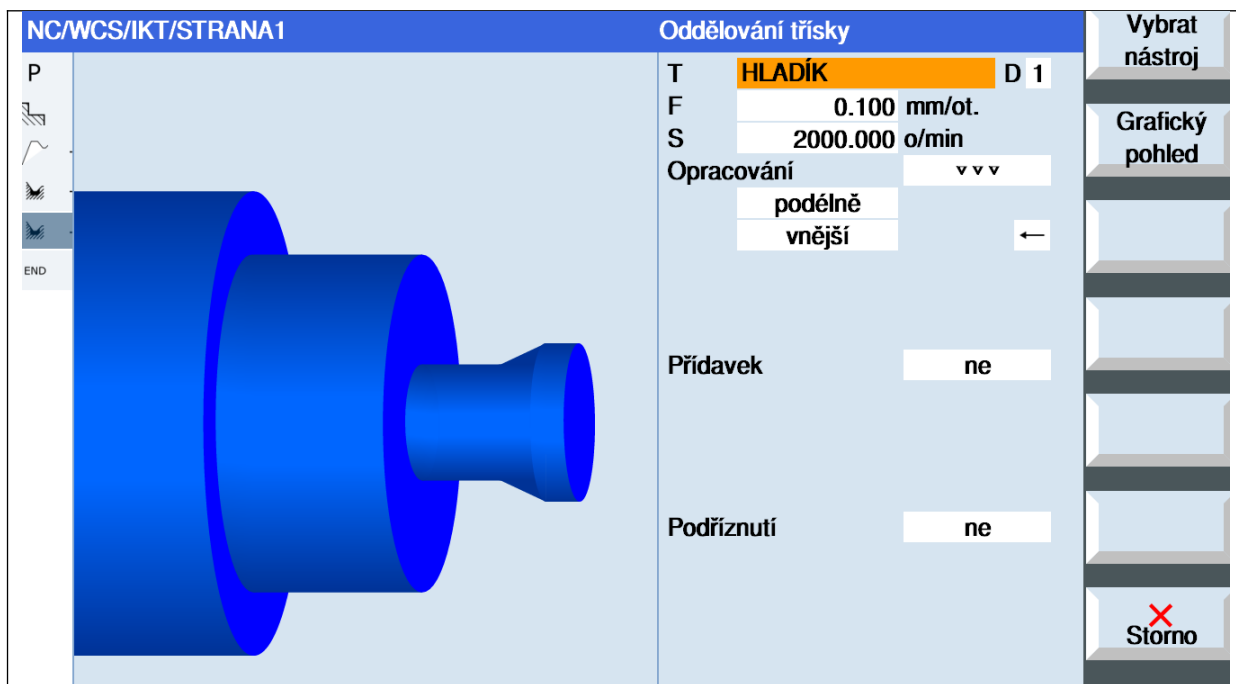 NC/WCS/IKT/STRANA1
Oddělování třísky
P
END
T HLADÍK D 1
F 0.100 mm/ot.
S 2000.000 o/min
Opracování
podélně
vnější ←
Přídavek ne
Podříznutí ne
Vybrat
nástroj
Grafický
pohled
Storno